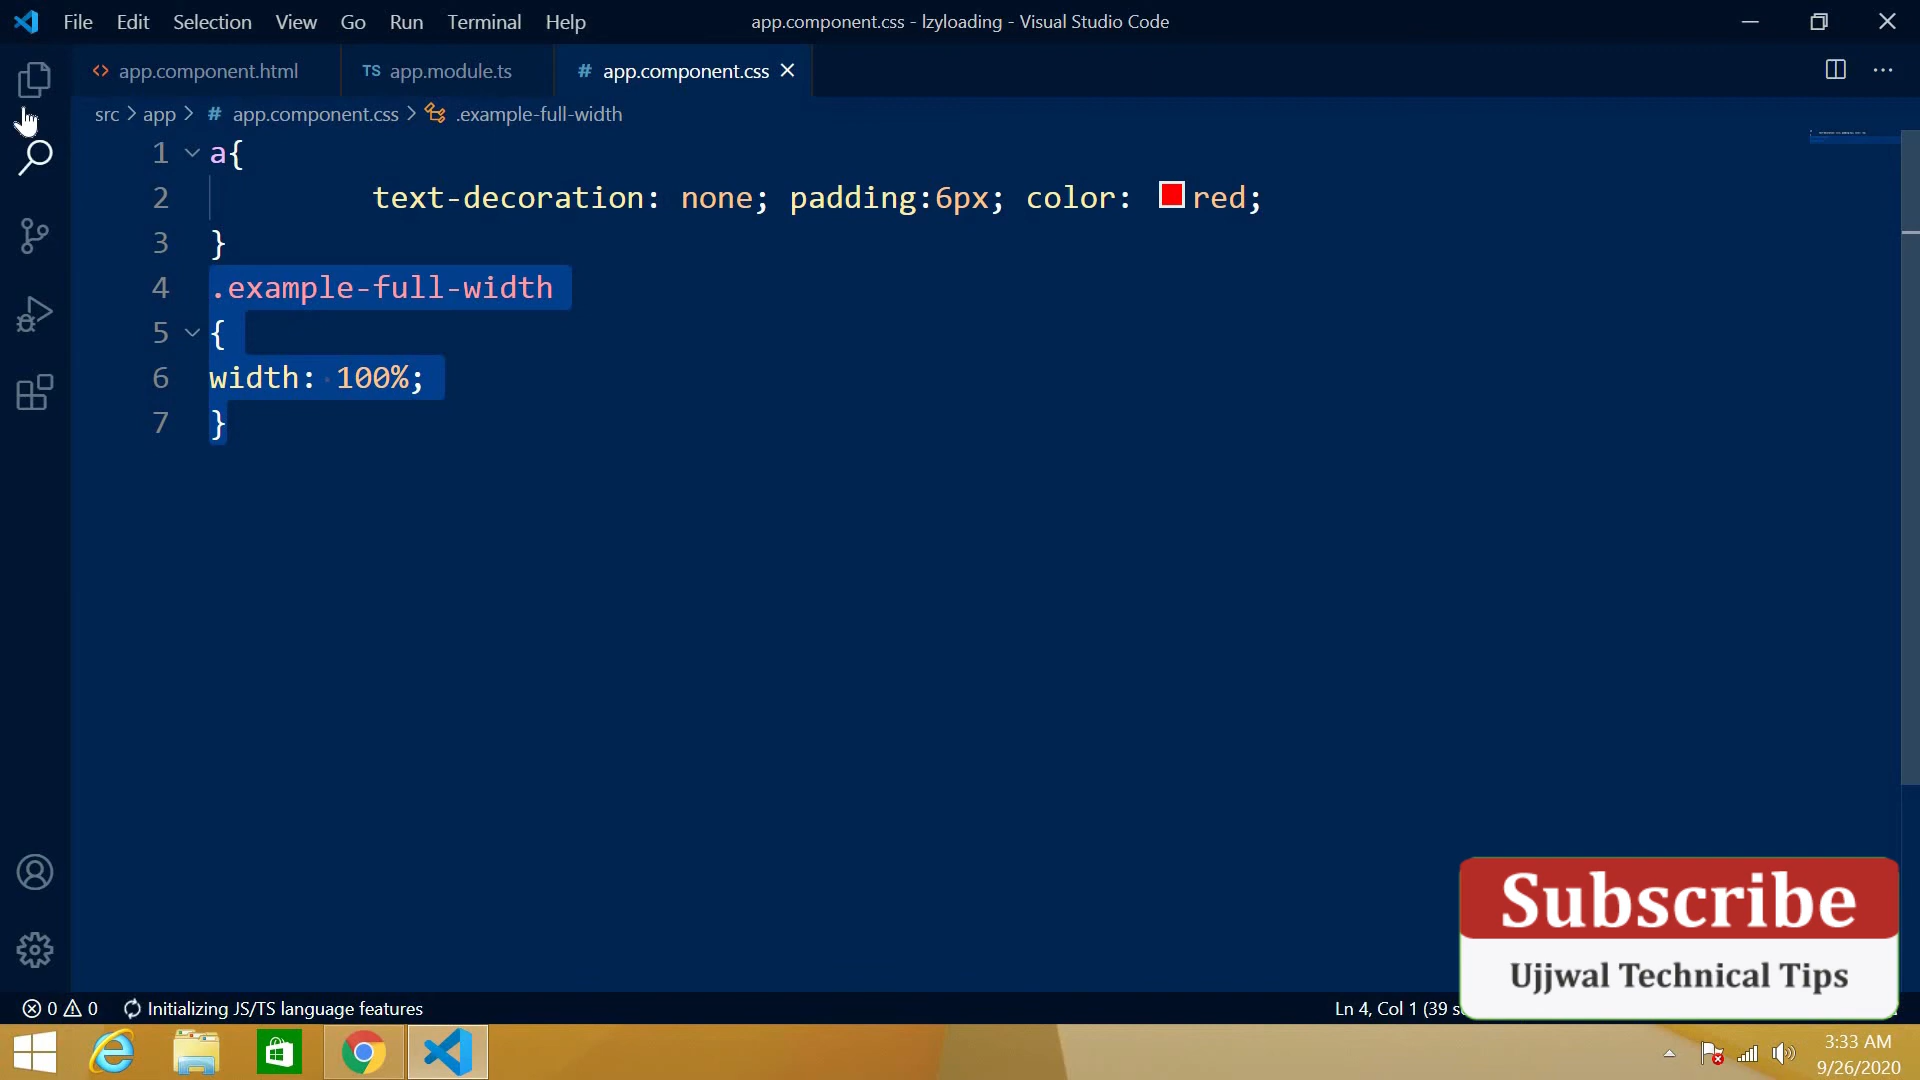 File Edit Selection View Go Run Terminal Help
app.component.css - lzyloading - Visual Studio Code
<> app.component.html TS app.module.ts # app.component.css
src > app > # app.component.css > .example-full-width
1 a{
2 text-decoration: none; padding:6px; color: red;
3 }
4 .example-full-width
5 {
6 width: 100%;
7 }
Subscribe
Ujjwal Technical Tips
0 0 Initializing JS/TS language features
Ln 4, Col 1 (39 s
3:33 AM
9/26/2020